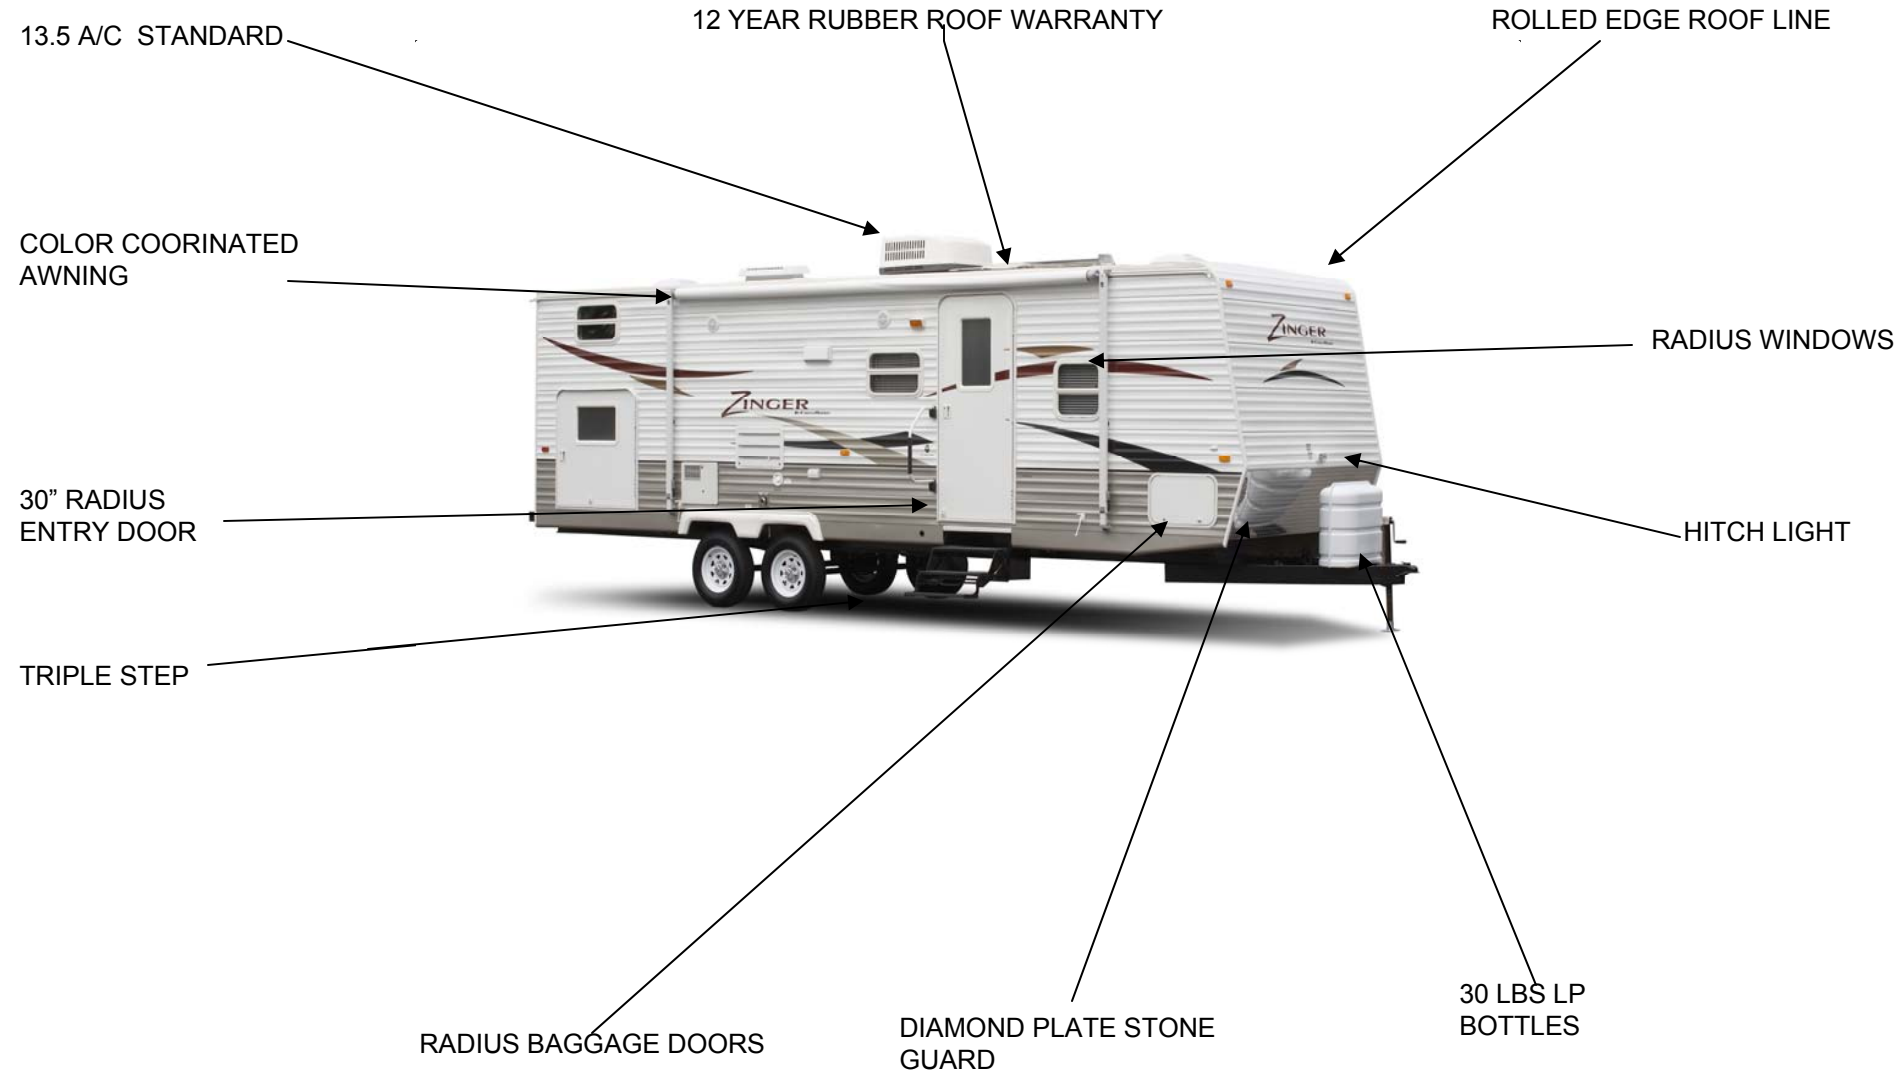 12 YEAR RUBBER ROOF WARRANTY
ROLLED EDGE ROOF LINE
13.5 A/C  STANDARD
COLOR COORINATED
AWNING
ZINGER
RADIUS WINDOWS
ZINGER
30” RADIUS
ENTRY DOOR
HITCH LIGHT
TRIPLE STEP
30 LBS LP
BOTTLES
RADIUS BAGGAGE DOORS
DIAMOND PLATE STONE
GUARD